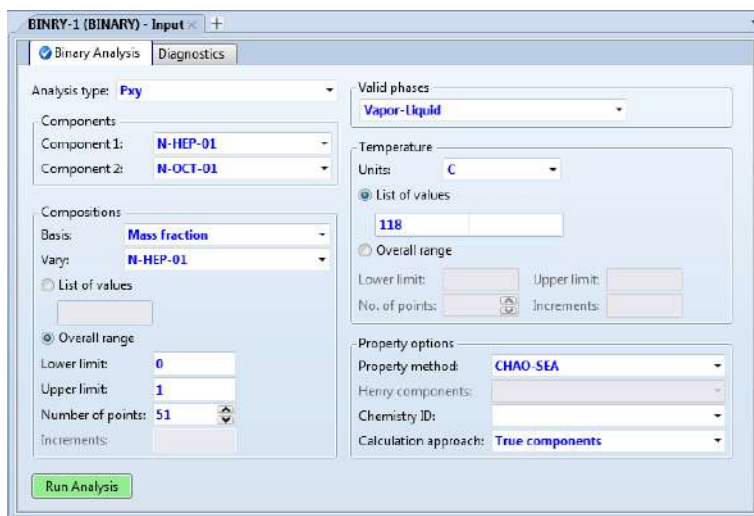 BINRY-1 (BINARY) - Input × +
Binary Analysis Diagnostics
Analysis type: Pxy
Components
Component 1: N-HEP-01
Component 2: N-OCT-01
Compositions
Basis: Mass fraction
Vary: N-HEP-01
List of values
Overall range
Lower limit: 0
Upper limit: 1
Number of points: 51
Increments:
Run Analysis
Valid phases
Vapor-Liquid
Temperature
Units: C
List of values
118
Overall range
Lower limit: Upper limit:
No. of points: Increments:
Property options
Property method: CHAO-SEA
Henry components:
Chemistry ID:
Calculation approach: True components